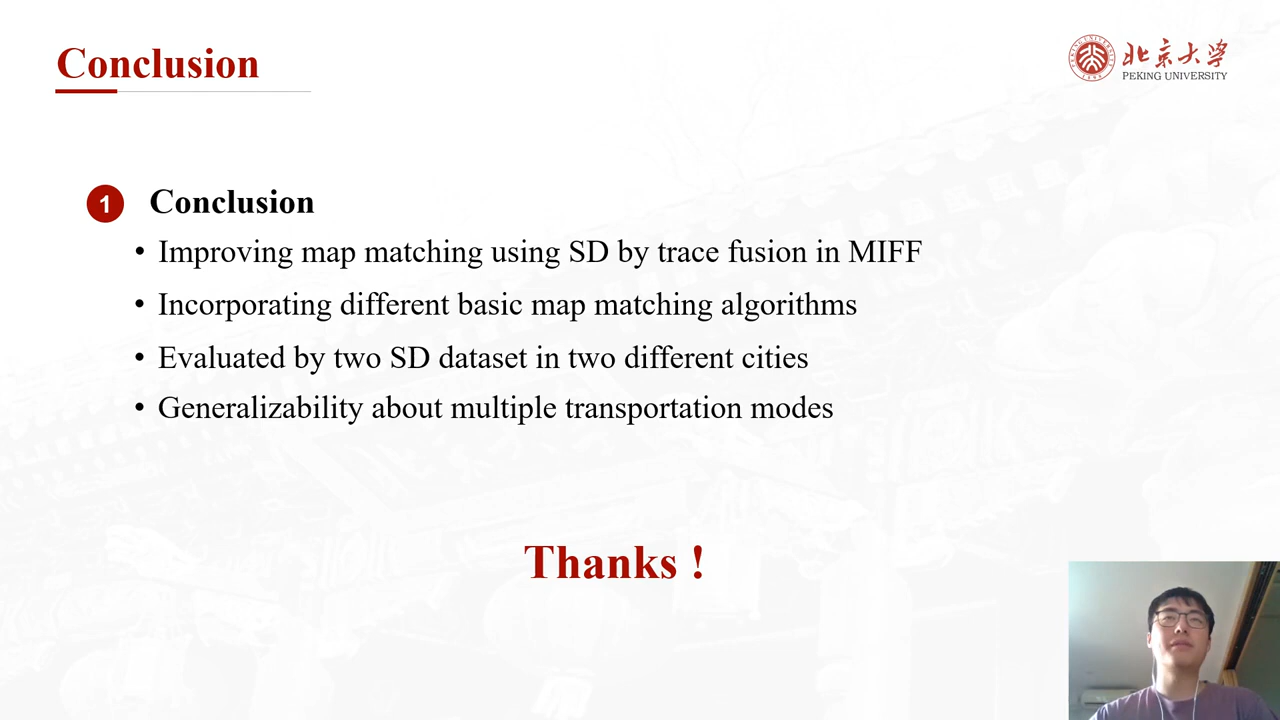 Conclusion
北京大学
PEKING UNIVERSITY
1 Conclusion
• Improving map matching using SD by trace fusion in MIFF
• Incorporating different basic map matching algorithms
• Evaluated by two SD dataset in two different cities
• Generalizability about multiple transportation modes
Thanks !